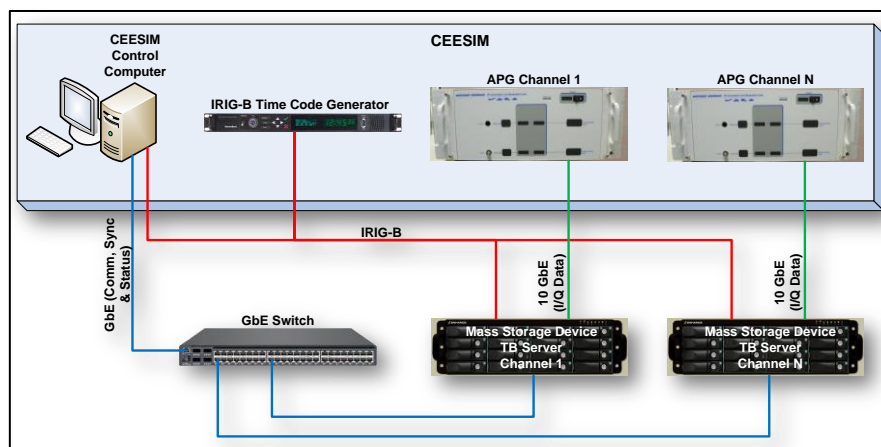 CEESIM
Control
Computer
CEESIM
IRIG-B Time Code Generator
APG Channel 1
APG Channel N
IRIG-B
GbE (Comm, Sync
& Status)
10 GbE
(I/Q Data)
10 GbE
(I/Q Data)
GbE Switch
Mass Storage Device
TB Server
Channel 1
Mass Storage Device
TB Server
Channel N